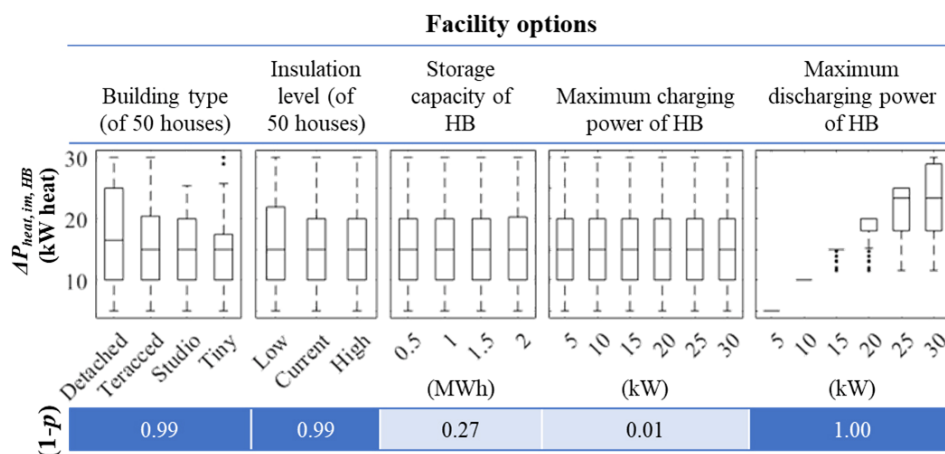 Facility options
Building type
(of 50 houses)
Insulation
level (of
50 houses)
Storage
capacity of
HB
Maximum charging
power of HB
Maximum
discharging power
of HB
ΔP_heat,im, HB
(kW heat)
30
20
10
Detached
Teracced
Studio
Tiny
Low
Current
High
0.5
1
1.5
2
5
10
15
20
25
30
5
10
15
20
25
30
(MWh)
(kW)
(kW)
(1-p)
0.99
0.99
0.27
0.01
1.00